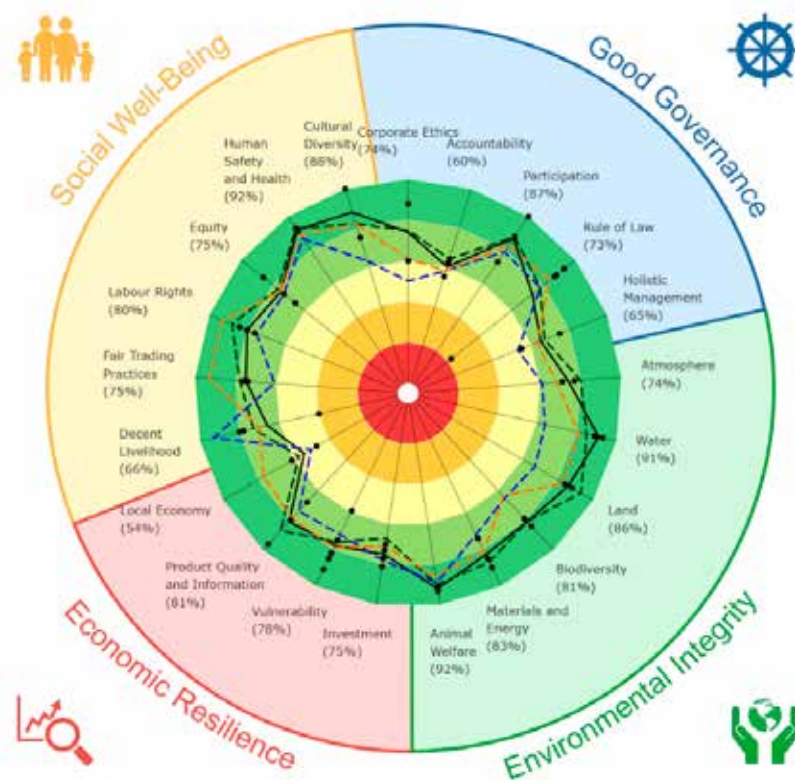 Social Well-Being
Good Governance
Environmental Integrity
Economic Resilience
Corporate Ethics
(74%)
Accountability
(60%)
Participation
(87%)
Rule of Law
(73%)
Holistic
Management
(65%)
Atmosphere
(74%)
Water
(91%)
Land
(86%)
Biodiversity
(81%)
Materials and
Energy
(83%)
Animal
Welfare
(92%)
Investment
(75%)
Vulnerability
(78%)
Product Quality
and Information
(81%)
Local Economy
(54%)
Decent
Livelihood
(66%)
Fair Trading
Practices
(75%)
Labour Rights
(80%)
Equity
(75%)
Human
Safety
and Health
(92%)
Cultural
Diversity
(88%)